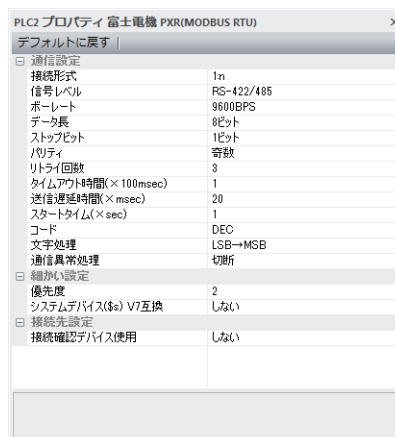 PLC2 プロパティ 富士電機 PXR(MODBUS RTU) ×
デフォルトに戻す
通信設定
接続形式 1:n
信号レベル RS-422/485
ボーレート 9600BPS
データ長 8ビット
ストップビット 1ビット
パリティ 奇数
リトライ回数 3
タイムアウト時間(×100msec) 1
送信遅延時間(×msec) 20
スタートタイム(×sec) 1
コード DEC
文字処理 LSB→MSB
通信異常処理 切断
細かい設定
優先度 2
システムデバイス($s) V7互換 しない
接続先設定
接続確認デバイス使用 しない